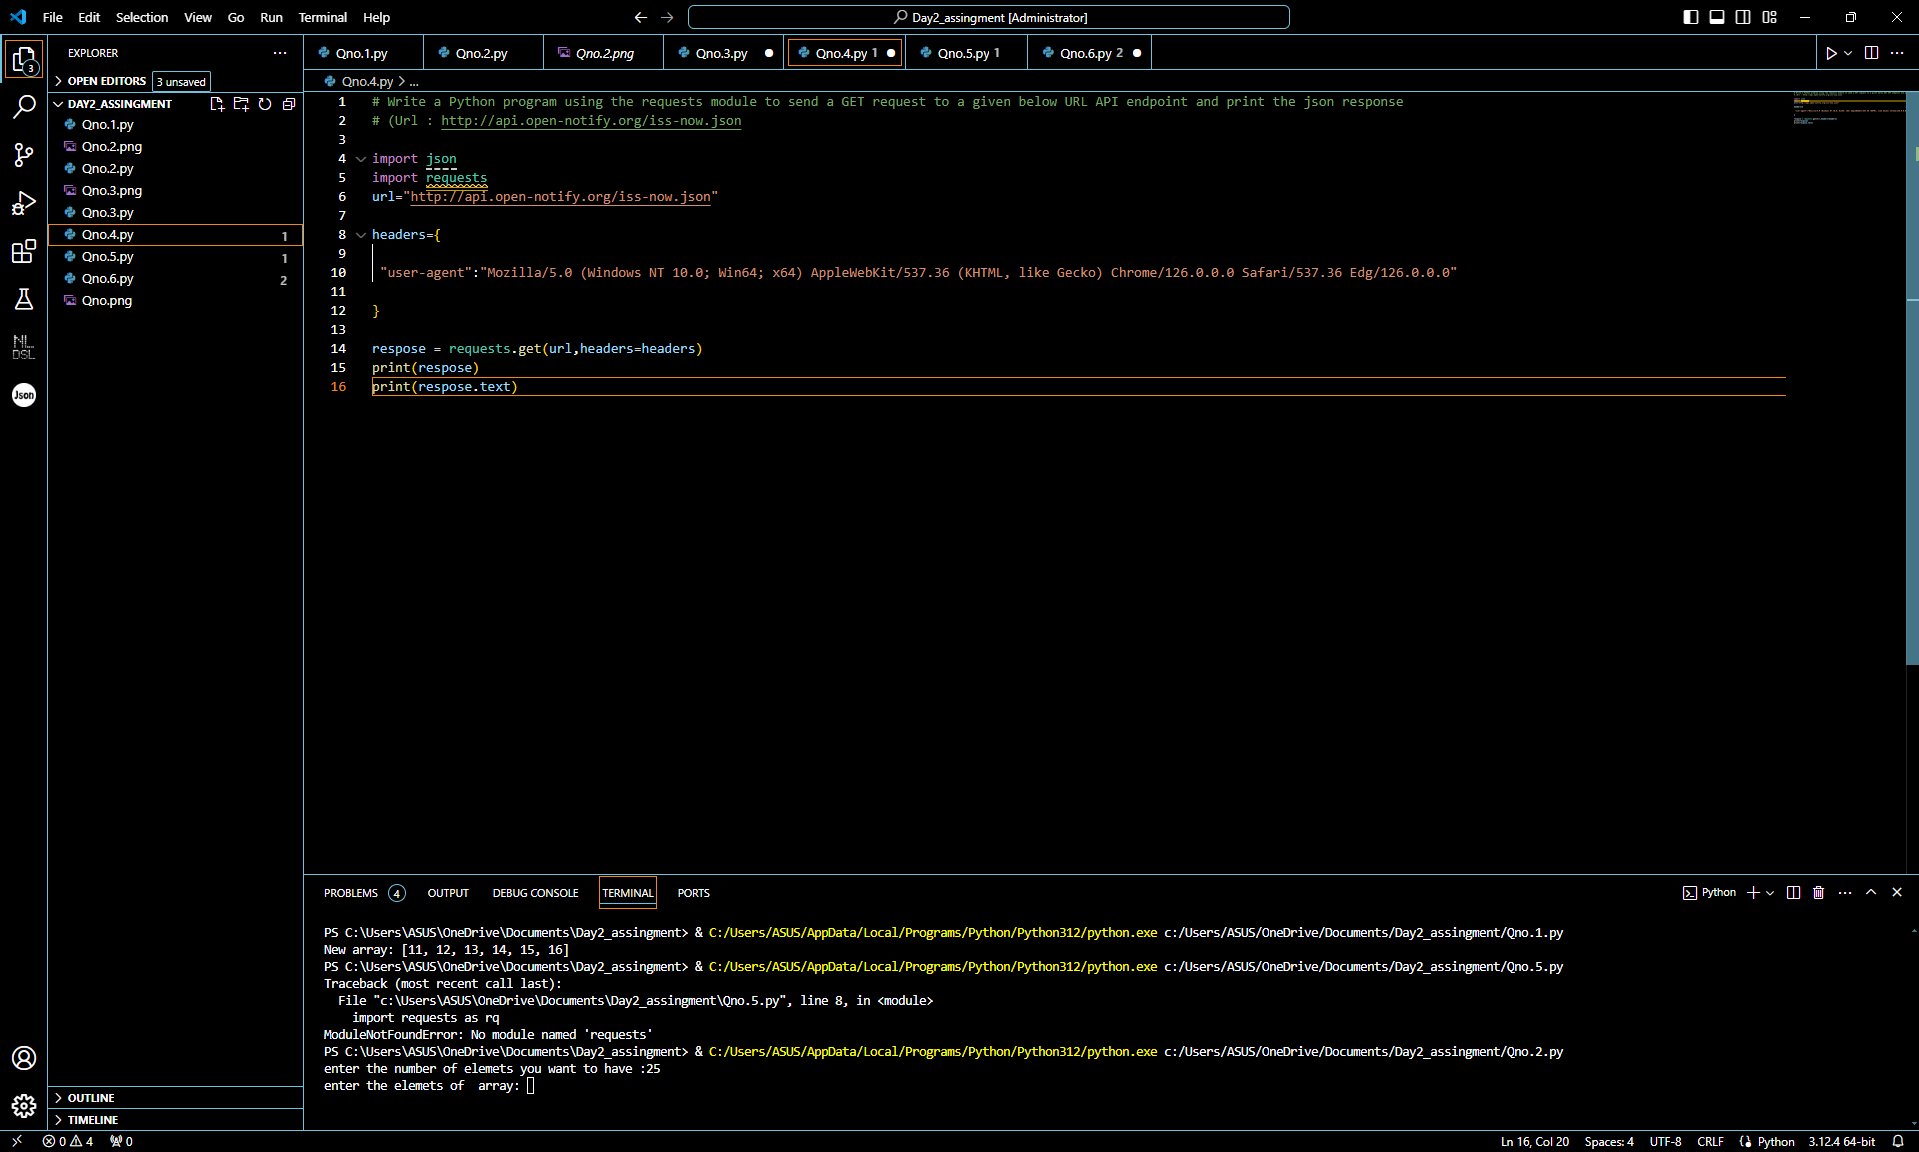 File Edit Selection View Go Run Terminal Help
Day2_assingment [Administrator]
3
EXPLORER
OPEN EDITORS 3 unsaved
DAY2_ASSINGMENT
Qno.1.py
Qno.2.png
Qno.2.py
Qno.3.png
Qno.3.py
Qno.4.py 1
Qno.5.py 1
Qno.6.py 2
Qno.png
NL
DSL
Json
OUTLINE
TIMELINE
Qno.1.py Qno.2.py Qno.2.png Qno.3.py Qno.4.py 1 Qno.5.py 1 Qno.6.py 2
Qno.4.py > ...
1 # Write a Python program using the requests module to send a GET request to a given below URL API endpoint and print the json response
2 # (Url : http://api.open-notify.org/iss-now.json
3
4 import json
5 import requests
6 url="http://api.open-notify.org/iss-now.json"
7
8 headers={
9
10 "user-agent":"Mozilla/5.0 (Windows NT 10.0; Win64; x64) AppleWebKit/537.36 (KHTML, like Gecko) Chrome/126.0.0.0 Safari/537.36 Edg/126.0.0.0"
11
12 }
13
14 respose = requests.get(url,headers=headers)
15 print(respose)
16 print(respose.text)
PROBLEMS 4 OUTPUT DEBUG CONSOLE TERMINAL PORTS
Python
PS C:\Users\ASUS\OneDrive\Documents\Day2_assingment> & C:/Users/ASUS/AppData/Local/Programs/Python/Python312/python.exe c:/Users/ASUS/OneDrive/Documents/Day2_assingment/Qno.1.py
New array: [11, 12, 13, 14, 15, 16]
PS C:\Users\ASUS\OneDrive\Documents\Day2_assingment> & C:/Users/ASUS/AppData/Local/Programs/Python/Python312/python.exe c:/Users/ASUS/OneDrive/Documents/Day2_assingment/Qno.5.py
Traceback (most recent call last):
File "c:\Users\ASUS\OneDrive\Documents\Day2_assingment\Qno.5.py", line 8, in <module>
import requests as rq
ModuleNotFoundError: No module named 'requests'
PS C:\Users\ASUS\OneDrive\Documents\Day2_assingment> & C:/Users/ASUS/AppData/Local/Programs/Python/Python312/python.exe c:/Users/ASUS/OneDrive/Documents/Day2_assingment/Qno.2.py
enter the number of elemets you want to have :25
enter the elemets of  array:
0 4 0 Ln 16, Col 20 Spaces: 4 UTF-8 CRLF Python 3.12.4 64-bit